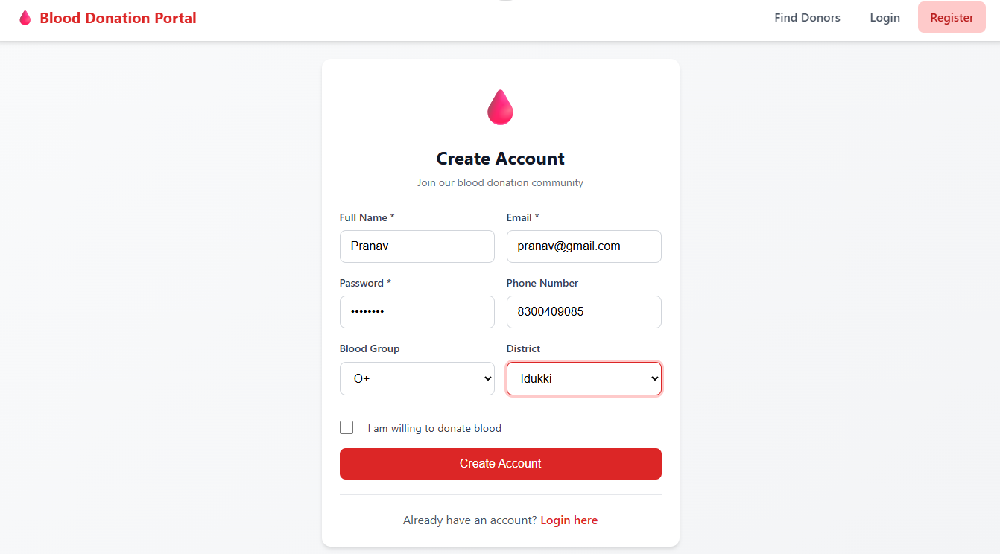 Blood Donation Portal
Find Donors
Login
Register
Create Account
Join our blood donation community
Full Name *
Email *
Pranav
pranav@gmail.com
Password *
Phone Number
••••••••
8300409085
Blood Group
District
O+
Idukki
I am willing to donate blood
Create Account
Already have an account? Login here